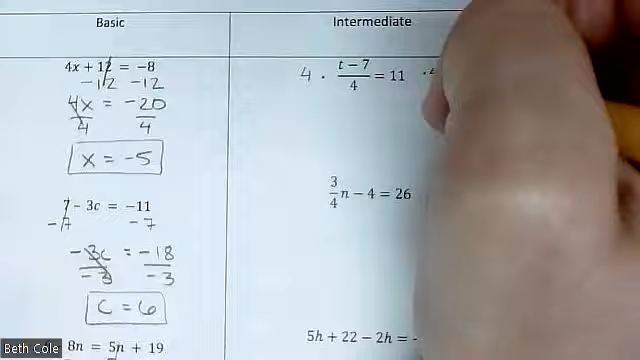 Basic
Intermediate
4x + 12 = −8
−12 −12
4x = −20
4 4
x = −5
7 − 3c = −11
−7 −7
−3c = −18
−3 −3
c = 6
8n = 5n + 19
4 · t − 7 / 4 = 11 ·
3/4 n − 4 = 26
5h + 22 − 2h = -
Beth Cole